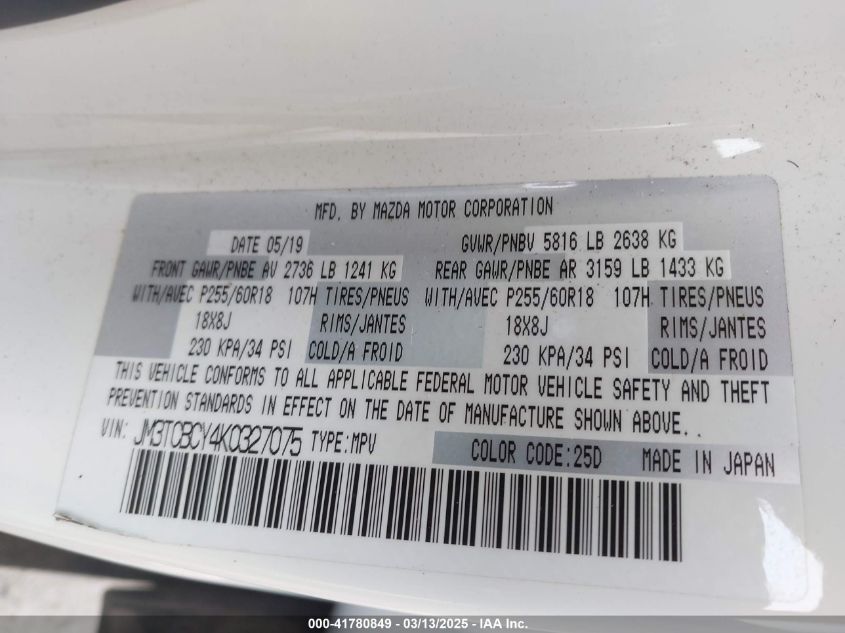 MFD. BY MAZDA MOTOR CORPORATION
DATE 05/19 GVWR/PNBV 5816 LB 2638 KG
FRONT GAWR/PNBE AV 2736 LB 1241 KG REAR GAWR/PNBE AR 3159 LB 1433 KG
WITH/AVEC P255/60R18 107H TIRES/PNEUS WITH/AVEC P255/60R18 107H TIRES/PNEUS
18X8J RIMS/JANTES 18X8J RIMS/JANTES
230 KPA/34 PSI COLD/A FROID 230 KPA/34 PSI COLD/A FROID
THIS VEHICLE CONFORMS TO ALL APPLICABLE FEDERAL MOTOR VEHICLE SAFETY AND THEFT
PREVENTION STANDARDS IN EFFECT ON THE DATE OF MANUFACTURE SHOWN ABOVE..
VIN: JM3TCBCY4K0327075 TYPE:MPV COLOR CODE:25D MADE IN JAPAN
000-41780849 - 03/13/2025 - IAA Inc.